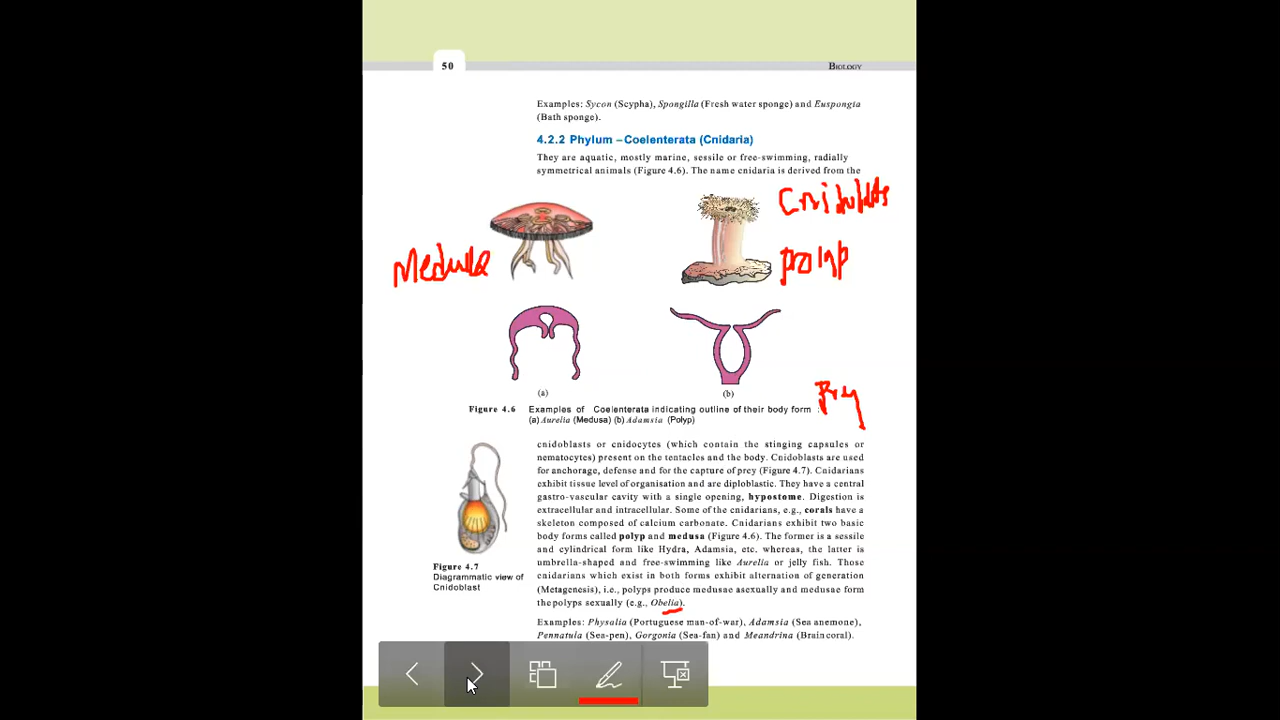 50
BIOLOGY
Examples: Sycon (Scypha), Spongilla (Fresh water sponge) and Euspongia
(Bath sponge).
4.2.2 Phylum – Coelenterata (Cnidaria)
They are aquatic, mostly marine, sessile or free-swimming, radially
symmetrical animals (Figure 4.6). The name cnidaria is derived from the
Cnidoblasts
Medusa
polyp
(a)
(b)
Figure 4.6 Examples of Coelenterata indicating outline of their body form :
(a) Aurelia (Medusa) (b) Adamsia (Polyp)
Prey
cnidoblasts or cnidocytes (which contain the stinging capsules or
nematocytes) present on the tentacles and the body. Cnidoblasts are used
for anchorage, defense and for the capture of prey (Figure 4.7). Cnidarians
exhibit tissue level of organisation and are diploblastic. They have a central
gastro-vascular cavity with a single opening, hypostome. Digestion is
extracellular and intracellular. Some of the cnidarians, e.g., corals have a
skeleton composed of calcium carbonate. Cnidarians exhibit two basic
body forms called polyp and medusa (Figure 4.6). The former is a sessile
and cylindrical form like Hydra, Adamsia, etc. whereas, the latter is
umbrella-shaped and free-swimming like Aurelia or jelly fish. Those
cnidarians which exist in both forms exhibit alternation of generation
(Metagenesis), i.e., polyps produce medusae asexually and medusae form
the polyps sexually (e.g., Obelia).
Figure 4.7
Diagrammatic view of
Cnidoblast
Examples: Physalia (Portuguese man-of-war), Adamsia (Sea anemone),
Pennatula (Sea-pen), Gorgonia (Sea-fan) and Meandrina (Brain coral).